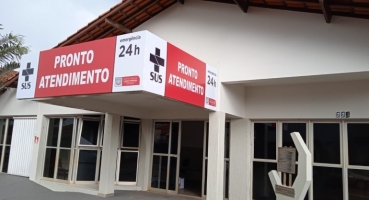 SUS
PRONTO
ATENDIMENTO
emergência
24h
SUS
PRONTO
ATENDIMENTO
24h